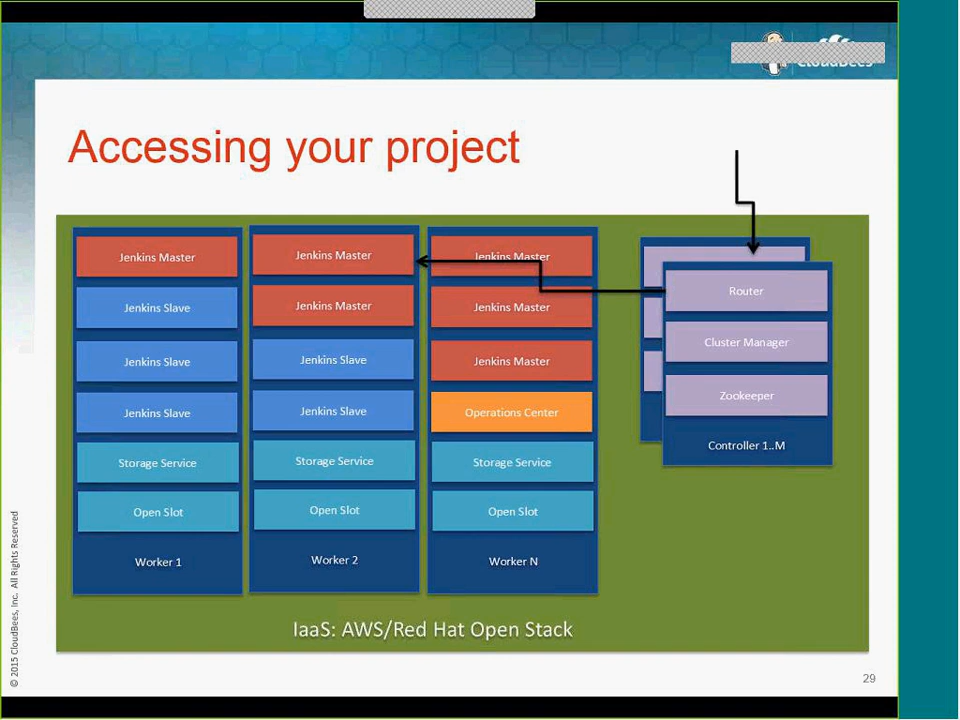 CloudBees
Accessing your project
Jenkins Master
Jenkins Slave
Jenkins Slave
Jenkins Slave
Storage Service
Open Slot
Worker 1
Jenkins Master
Jenkins Master
Jenkins Slave
Jenkins Slave
Storage Service
Open Slot
Worker 2
Jenkins Master
Jenkins Master
Jenkins Master
Operations Center
Storage Service
Open Slot
Worker N
Router
Cluster Manager
Zookeeper
Controller 1..M
IaaS: AWS/Red Hat Open Stack
© 2015 CloudBees, Inc. All Rights Reserved
29